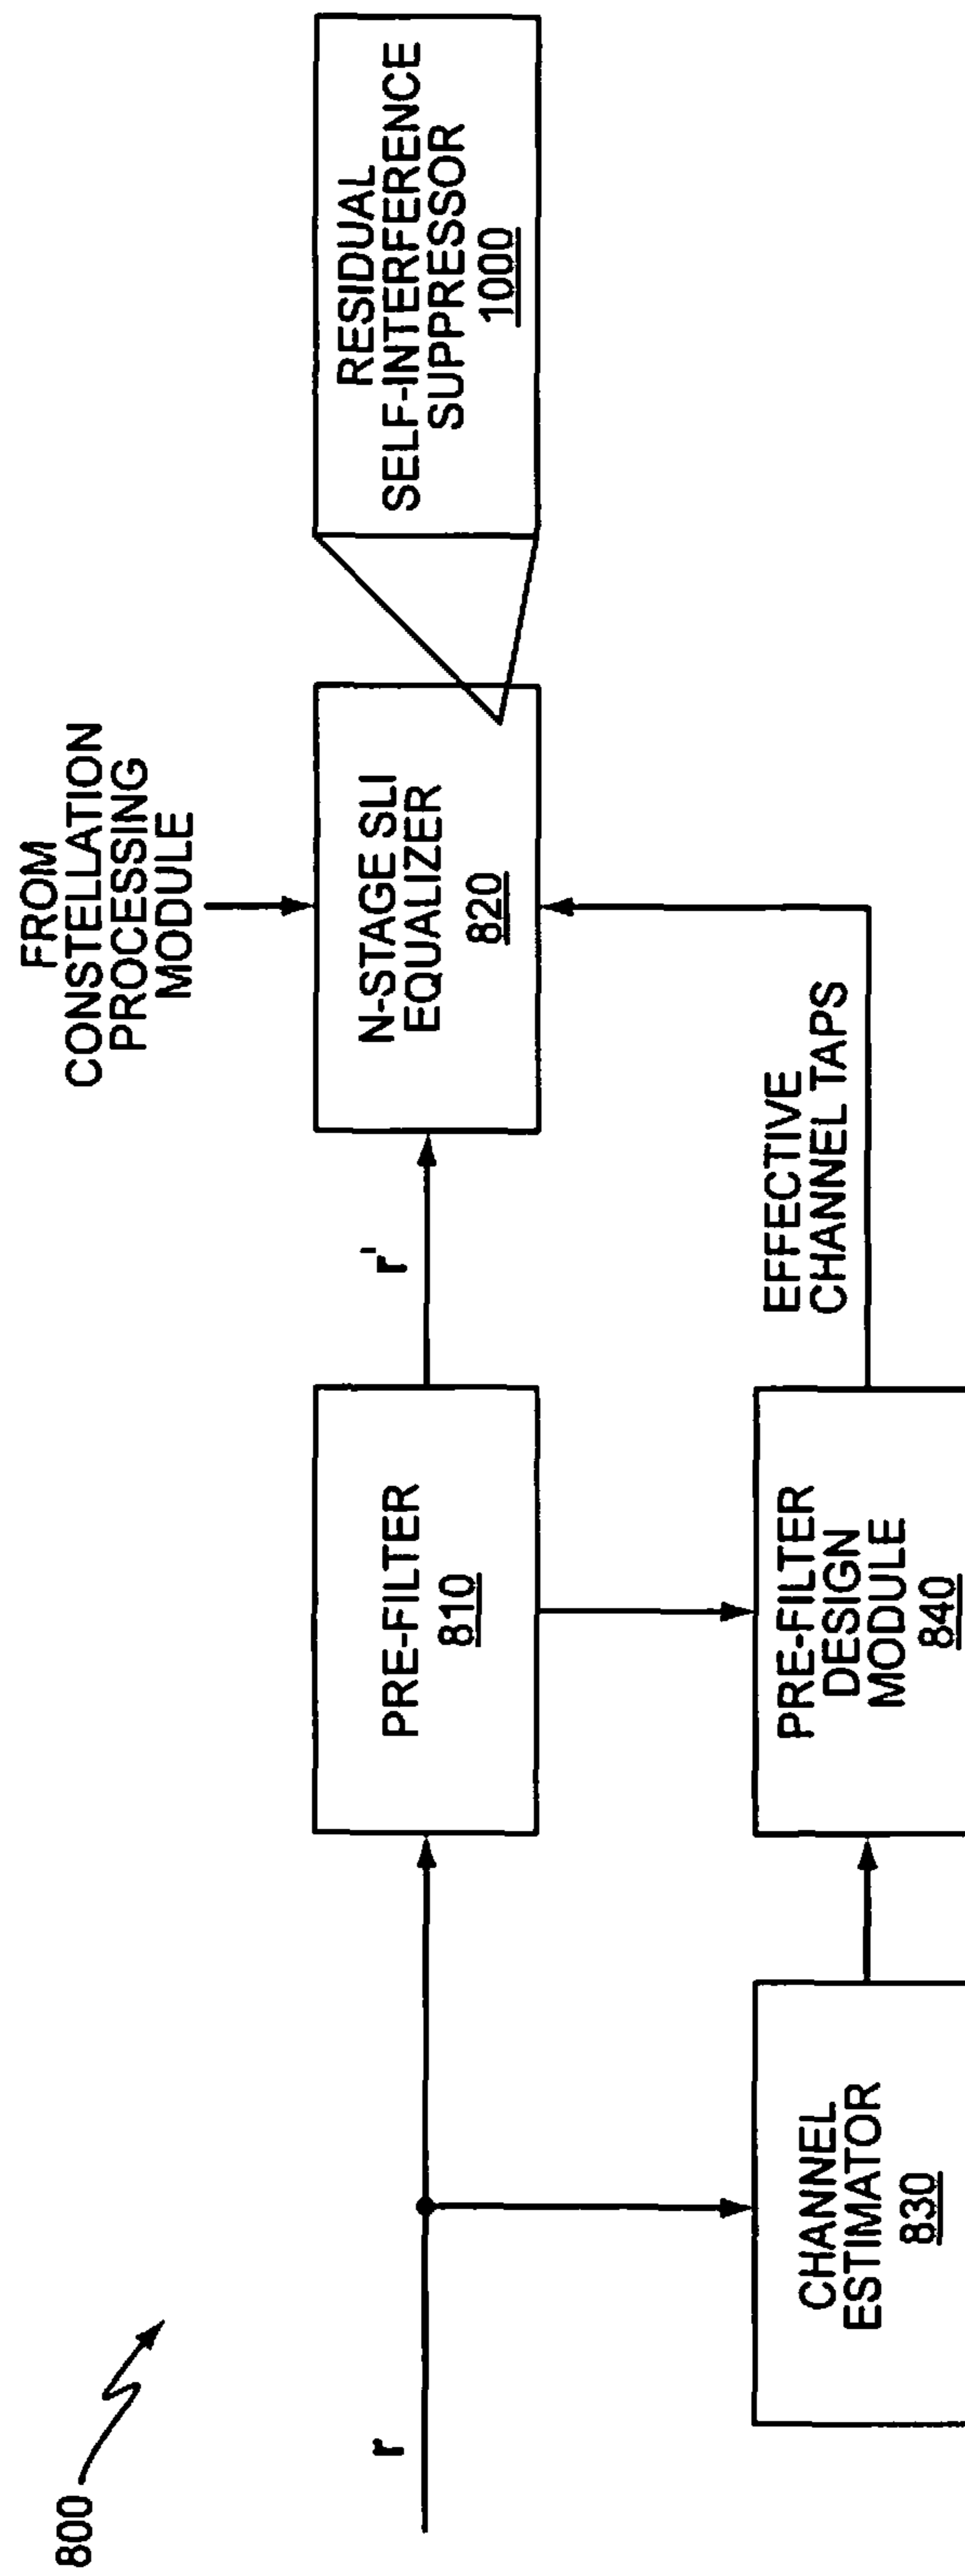 800
FROM
CONSTELLATION
PROCESSING
MODULE
r
PRE-FILTER
810
r'
N-STAGE SLI
EQUALIZER
820
RESIDUAL
SELF-INTERFERENCE
SUPPRESSOR
1000
CHANNEL
ESTIMATOR
830
PRE-FILTER
DESIGN
MODULE
840
EFFECTIVE
CHANNEL TAPS